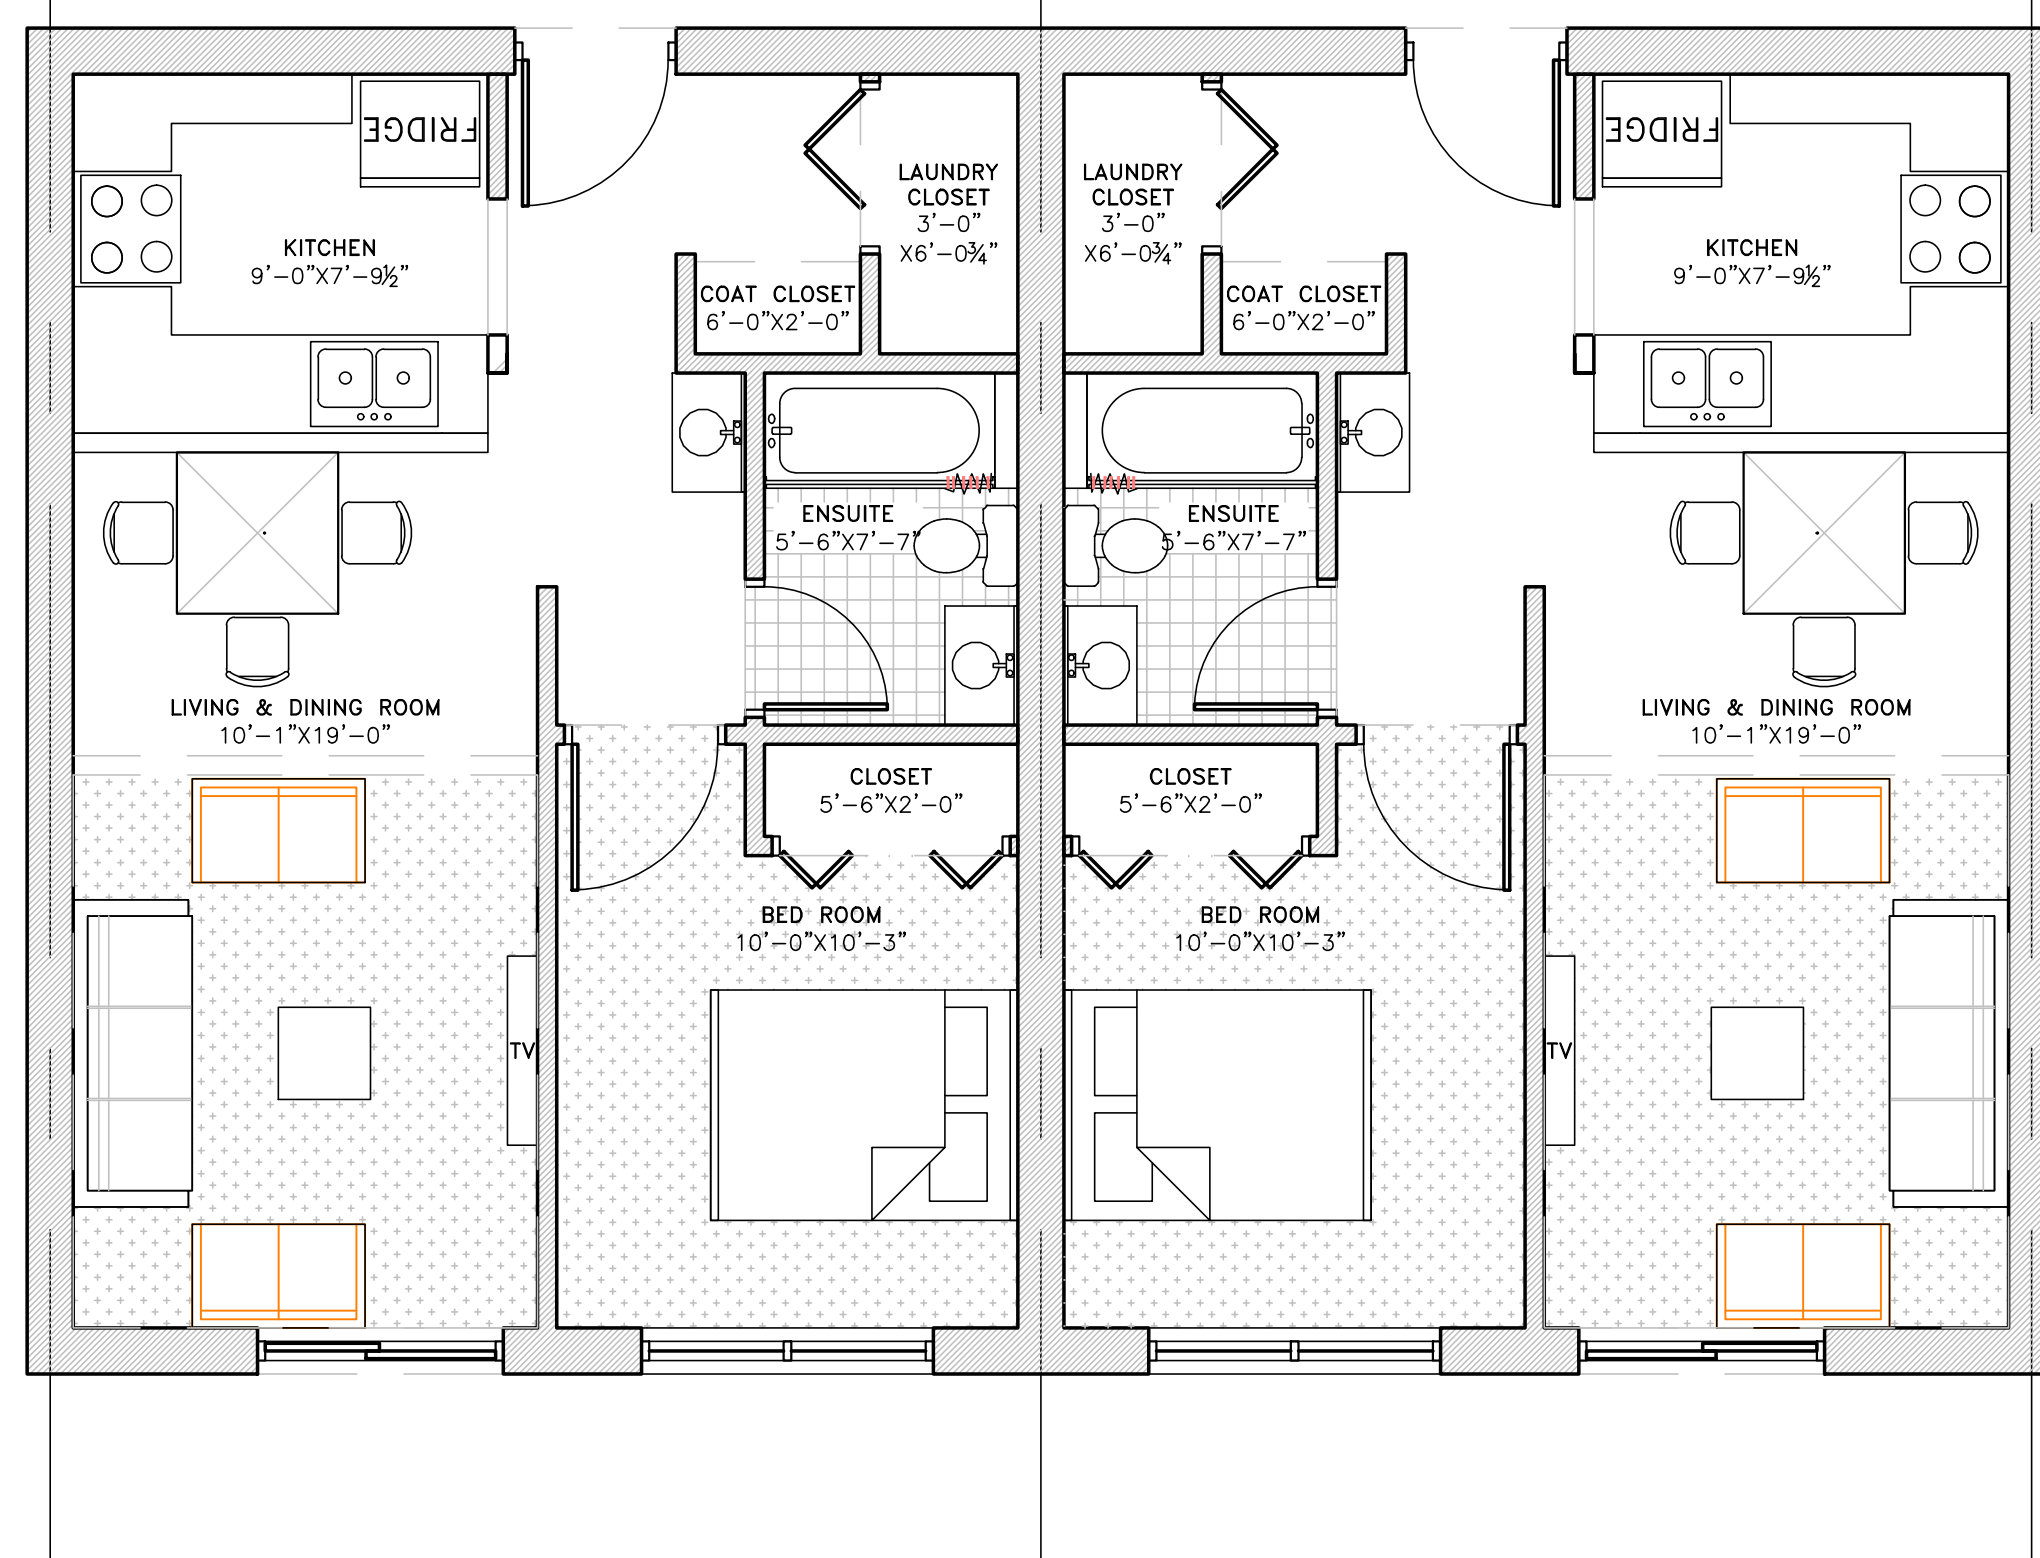 FRIDGE
FRIDGE
LAUNDRY
CLOSET
3'-0"
X6'-0¾"
LAUNDRY
CLOSET
3'-0"
X6'-0¾"
KITCHEN
9'-0"X7'-9½"
KITCHEN
9'-0"X7'-9½"
COAT CLOSET
6'-0"X2'-0"
COAT CLOSET
6'-0"X2'-0"
ENSUITE
5'-6"X7'-7"
ENSUITE
5'-6"X7'-7"
LIVING & DINING ROOM
10'-1"X19'-0"
LIVING & DINING ROOM
10'-1"X19'-0"
CLOSET
5'-6"X2'-0"
CLOSET
5'-6"X2'-0"
BED ROOM
10'-0"X10'-3"
BED ROOM
10'-0"X10'-3"
TV
TV